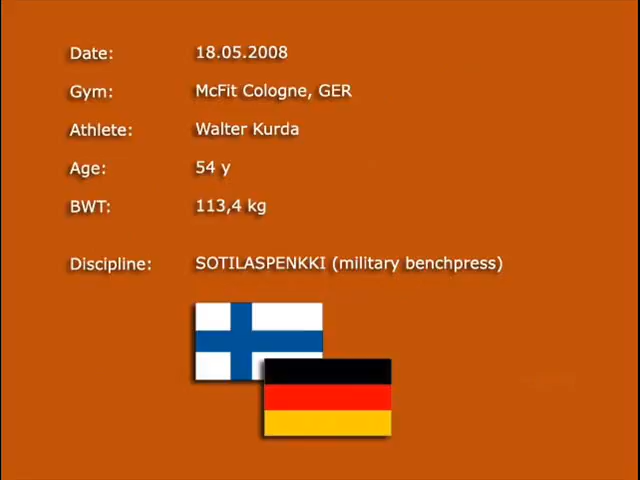 Date: 18.05.2008
Gym: McFit Cologne, GER
Athlete: Walter Kurda
Age: 54 y
BWT: 113,4 kg
Discipline: SOTILASPENKKI (military benchpress)